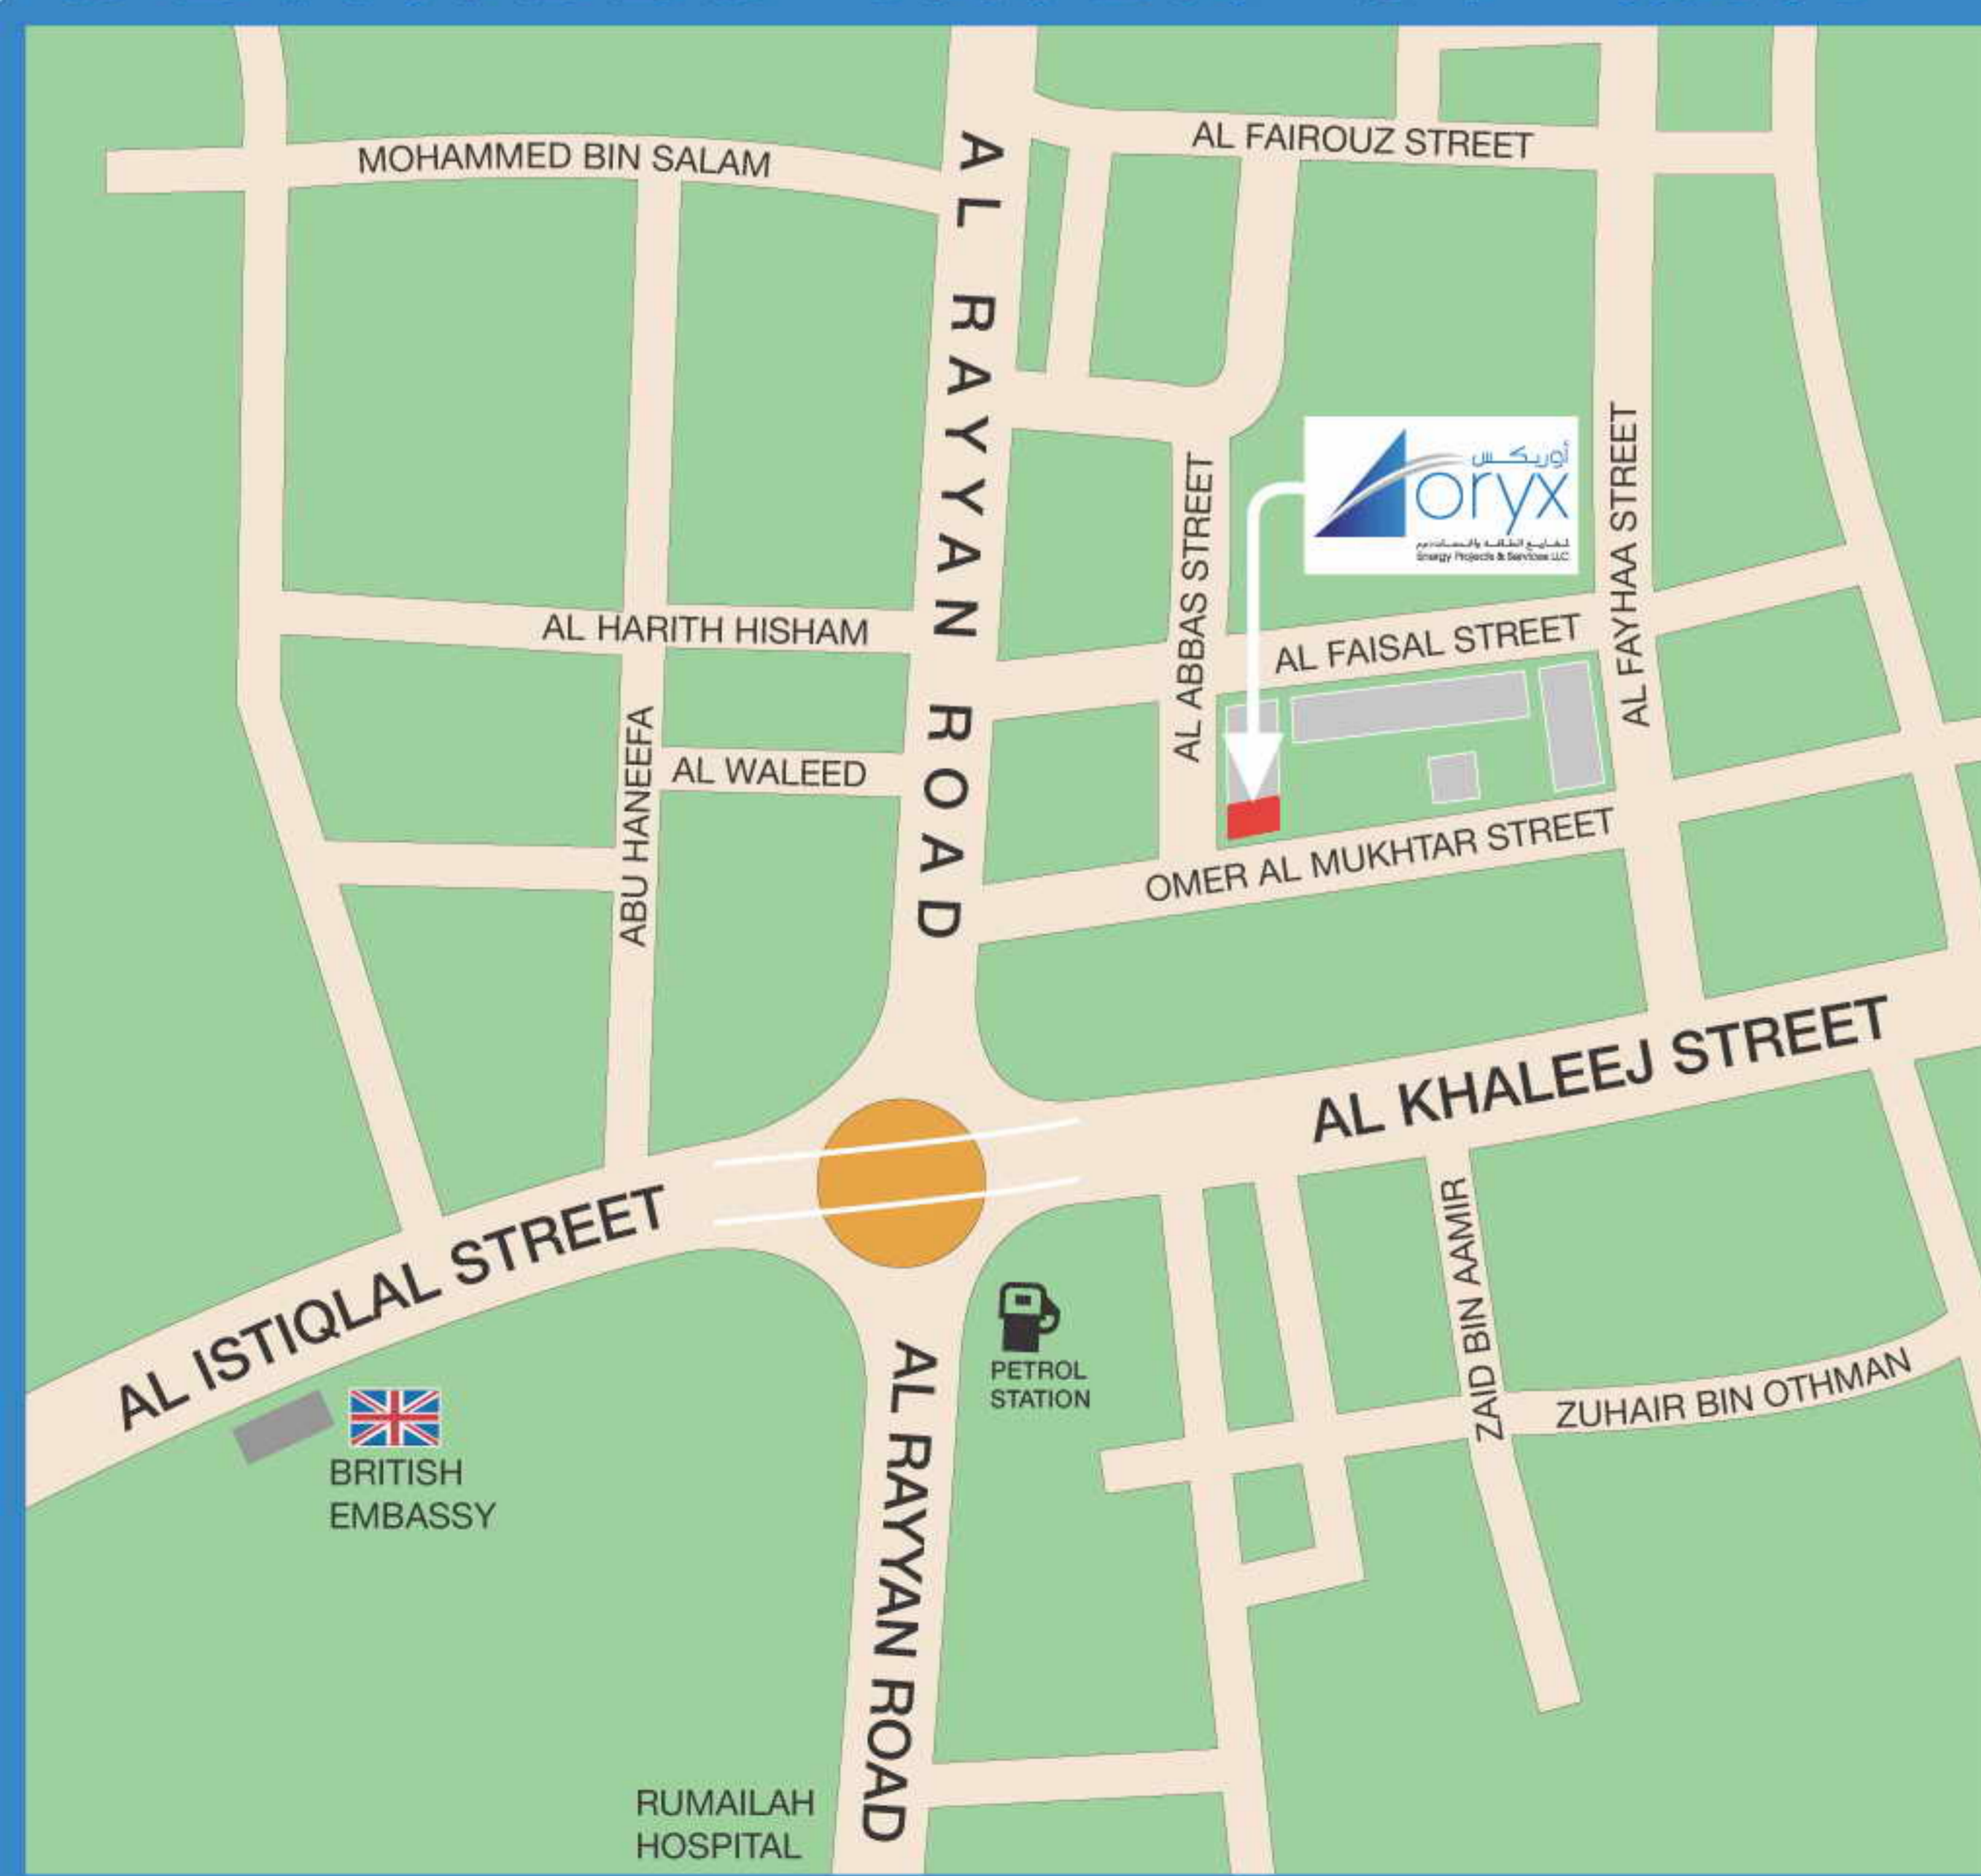 MOHAMMED BIN SALAM
AL FAIROUZ STREET
AL RAYYAN ROAD
أوريكس
oryx
Energy Projects & Services LLC
AL ABBAS STREET
AL FAYHAA STREET
AL HARITH HISHAM
AL FAISAL STREET
ABU HANEEFA
AL WALEED
OMER AL MUKHTAR STREET
AL KHALEEJ STREET
AL ISTIQLAL STREET
ZAID BIN AAMIR
PETROL
STATION
ZUHAIR BIN OTHMAN
BRITISH
EMBASSY
AL RAYYAN ROAD
RUMAILAH
HOSPITAL